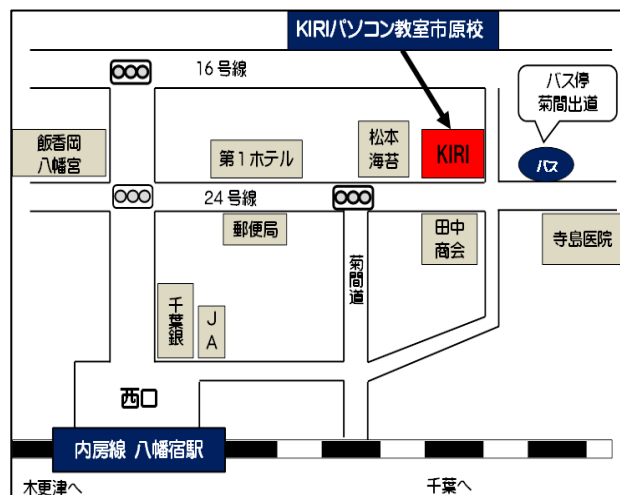 KIRIパソコン教室市原校
16号線
バス停
菊間出道
飯香岡
八幡宮
第1ホテル
松本
海苔
KIRI
バス
24号線
郵便局
田中
商会
寺島医院
菊間道
千葉銀
JA
西口
内房線 八幡宿駅
木更津へ
千葉へ